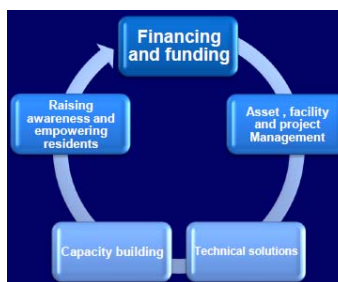 Financing
and funding
Raising
awareness and
empowering
residents
Asset , facility
and project
Management
Capacity building
Technical solutions